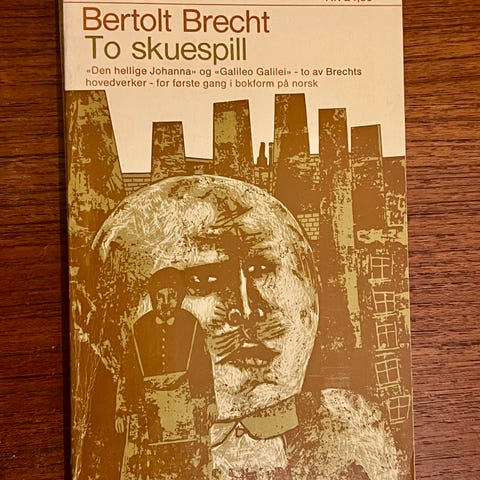 Bertolt Brecht
To skuespill
«Den hellige Johanna» og «Galileo Galilei» - to av Brechts
hovedverker - for første gang i bokform på norsk